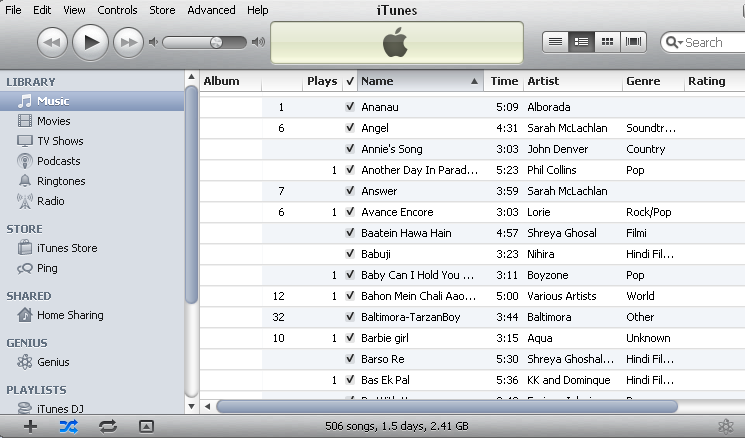 File Edit View Controls Store Advanced Help iTunes
Search
LIBRARY
Music
Movies
TV Shows
Podcasts
Ringtones
Radio
STORE
iTunes Store
Ping
SHARED
Home Sharing
GENIUS
Genius
PLAYLISTS
iTunes DJ
Album Plays Name Time Artist Genre Rating
1 Ananau 5:09 Alborada
6 Angel 4:31 Sarah McLachlan Soundtr...
Annie's Song 3:03 John Denver Country
1 Another Day In Parad... 5:23 Phil Collins Pop
7 Answer 3:59 Sarah McLachlan
6 1 Avance Encore 3:03 Lorie Rock/Pop
Baatein Hawa Hain 4:57 Shreya Ghosal Filmi
Babuji 3:23 Nihira Hindi Fil...
1 Baby Can I Hold You ... 3:11 Boyzone Pop
12 1 Bahon Mein Chali Aao... 5:00 Various Artists World
32 Baltimora-TarzanBoy 3:44 Baltimora Other
10 1 Barbie girl 3:15 Aqua Unknown
Barso Re 5:30 Shreya Ghoshal... Hindi Fil...
1 Bas Ek Pal 5:36 KK and Dominque Hindi Fil...
506 songs, 1.5 days, 2.41 GB